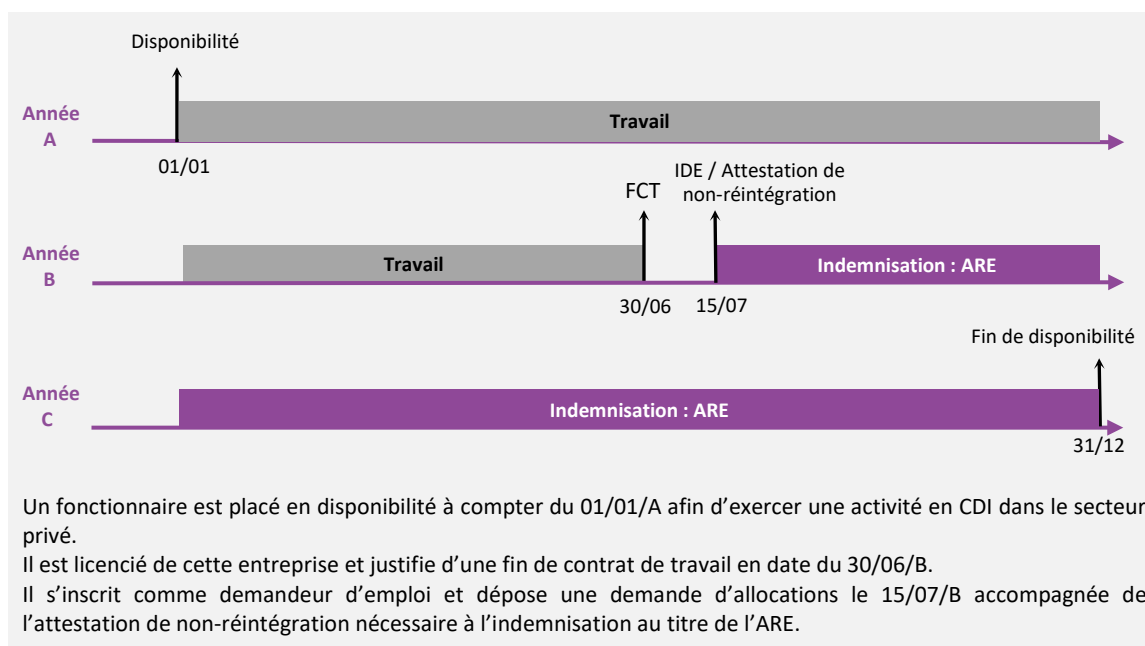 Disponibilité
Année
A
Travail
01/01
IDE / Attestation de
non-réintégration
FCT
Année
B
Travail
Indemnisation : ARE
30/06
15/07
Fin de disponibilité
Année
C
Indemnisation : ARE
31/12
Un fonctionnaire est placé en disponibilité à compter du 01/01/A afin d’exercer une activité en CDI dans le secteur
privé.
Il est licencié de cette entreprise et justifie d’une fin de contrat de travail en date du 30/06/B.
Il s’inscrit comme demandeur d’emploi et dépose une demande d’allocations le 15/07/B accompagnée de
l’attestation de non-réintégration nécessaire à l’indemnisation au titre de l’ARE.